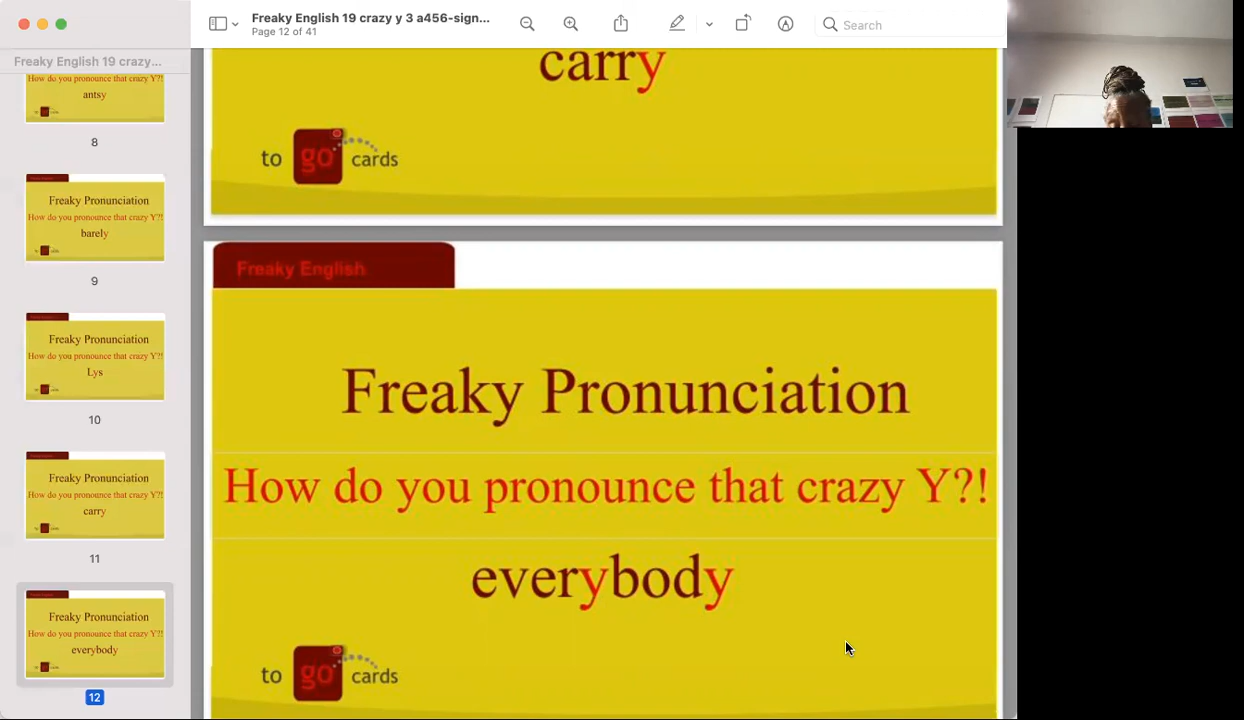 Freaky English 19 crazy y 3 a456-sign...
Page 12 of 41
Search
Freaky English 19 crazy...
How do you pronounce that crazy Y?!
antsy
to go cards
8
Freaky Pronunciation
How do you pronounce that crazy Y?!
barely
9
Freaky Pronunciation
How do you pronounce that crazy Y?!
Lys
10
Freaky Pronunciation
How do you pronounce that crazy Y?!
carry
11
Freaky Pronunciation
How do you pronounce that crazy Y?!
everybody
12
carry
to go cards
Freaky English
Freaky Pronunciation
How do you pronounce that crazy Y?!
everybody
to go cards